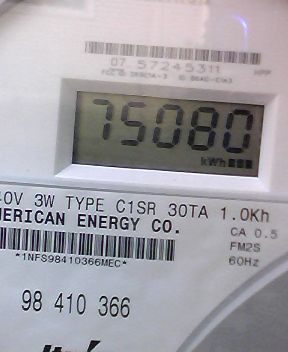 07. 57245311
75080
kWh
0V 3W TYPE C1SR 30TA 1.0Kh
MERICAN ENERGY CO.
CA 0.5
FM2S
60Hz
*1NFS98410366MEC*
98 410 366